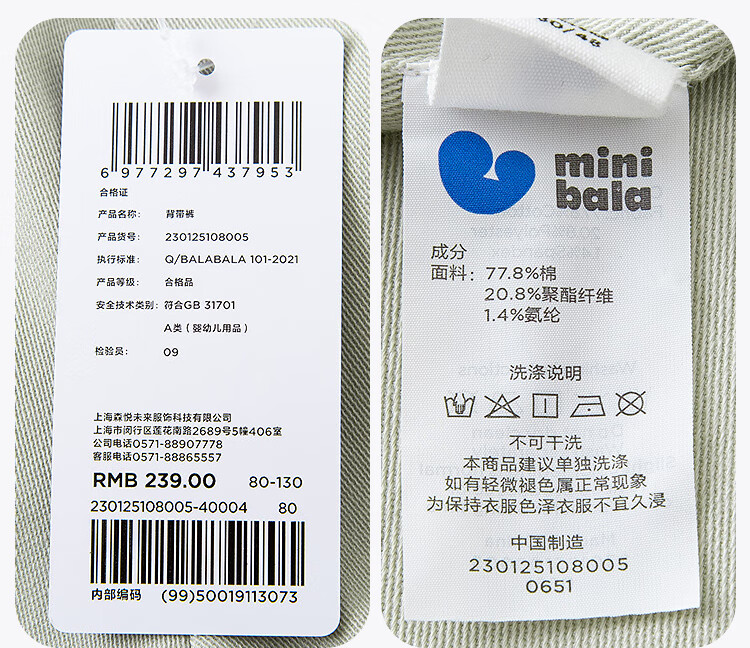 6 977297 437953
合格证
产品名称: 背带裤
产品货号: 230125108005
执行标准: Q/BALABALA 101-2021
产品等级: 合格品
安全技术类别: 符合GB 31701
A类 (婴幼儿用品)
检验员: 09
上海森悦未来服饰科技有限公司
上海市闵行区莲花南路2689号5幢406室
公司电话0571-88907778
客服电话0571-88865557
RMB 239.00 80-130
230125108005-40004 80
内部编码 (99)50019113073
80/48
mini
bala
成分
面料: 77.8%棉
20.8%聚酯纤维
1.4%氨纶
洗涤说明
不可干洗
本商品建议单独洗涤
如有轻微褪色属正常现象
为保持衣服色泽衣服不宜久浸
中国制造
230125108005
0651